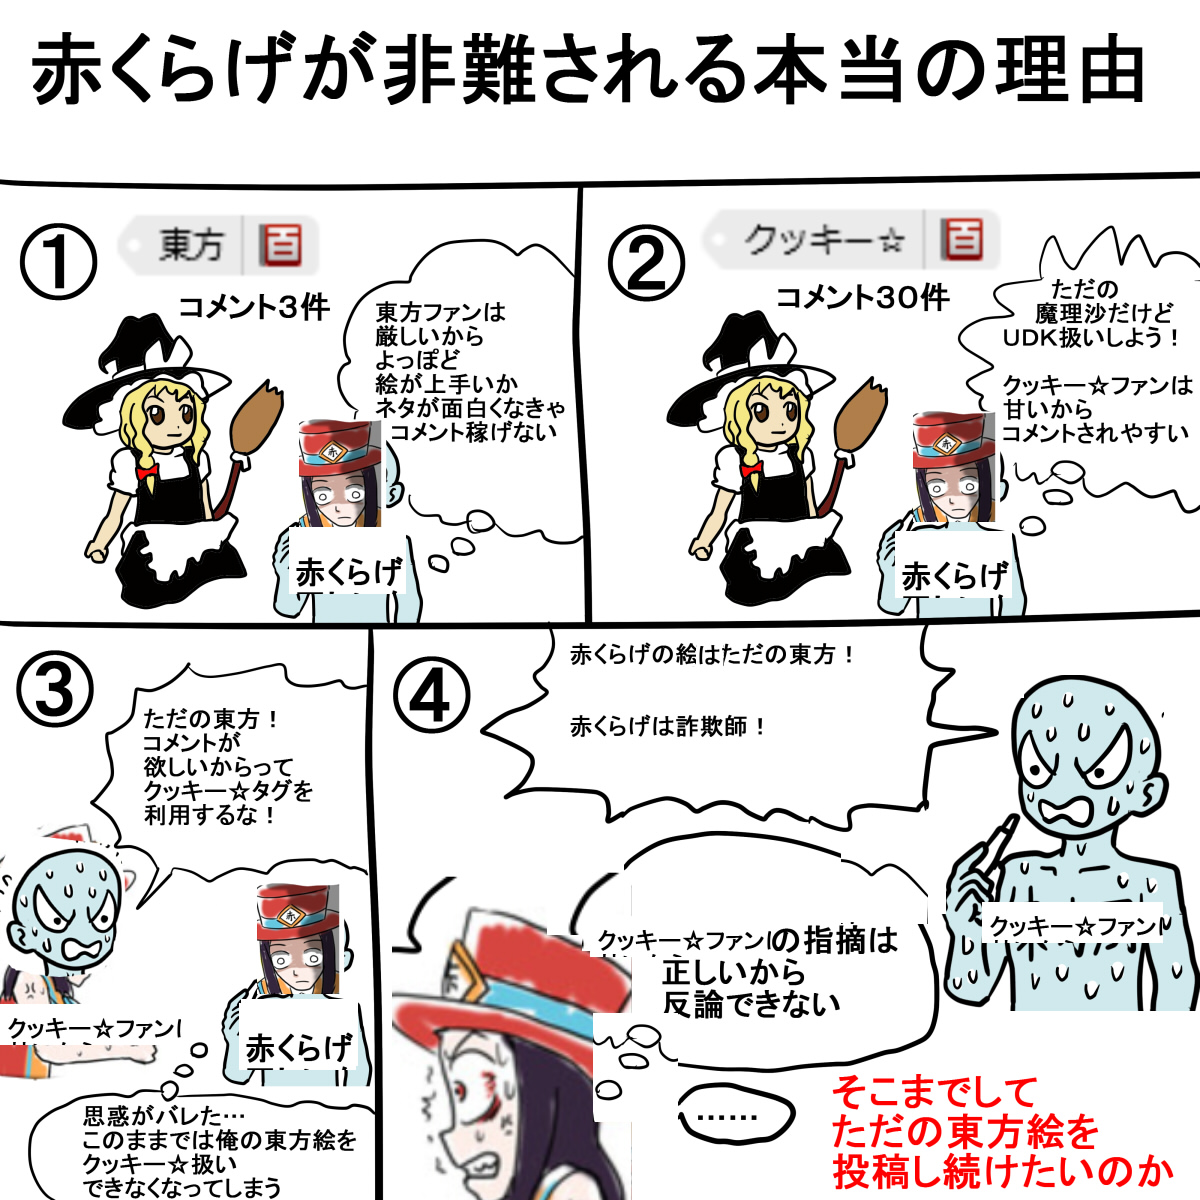 赤くらげが非難される本当の理由
①
東方 百
コメント3件
東方ファンは
厳しいから
よっぽど
絵が上手いか
ネタが面白くなきゃ
コメント稼げない
赤
赤くらげ
②
クッキー☆ 百
コメント30件
ただの
魔理沙だけど
UDK扱いしよう！
クッキー☆ファンは
甘いから
コメントされやすい
赤
赤くらげ
③
ただの東方！
コメントが
欲しいからって
クッキー☆タグを
利用するな！
クッキー☆ファン
赤
赤くらげ
思惑がバレた…
このままでは俺の東方絵を
クッキー☆扱い
できなくなってしまう
④
赤くらげの絵はただの東方！
赤くらげは詐欺師！
クッキー☆ファン
クッキー☆ファンの指摘は
正しいから
反論できない
……
そこまでして
ただの東方絵を
投稿し続けたいのか